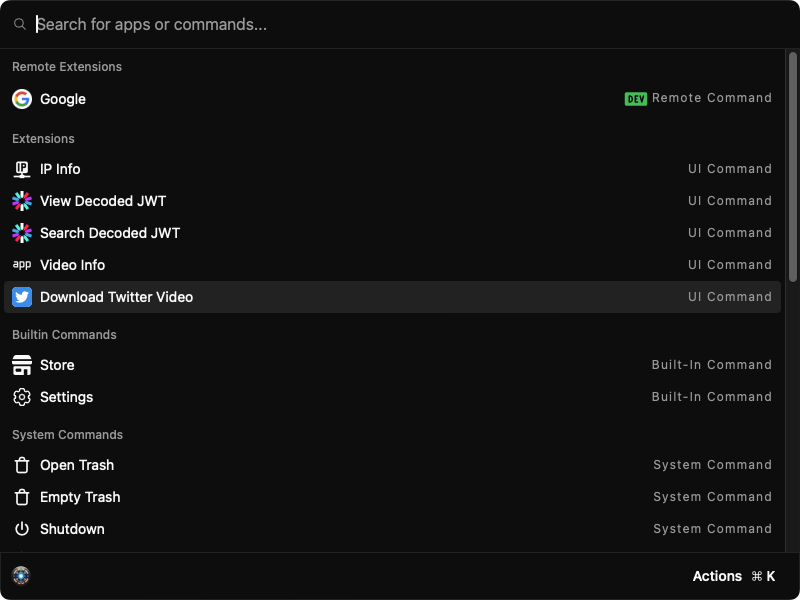 Search for apps or commands...
Remote Extensions
Google DEV Remote Command
Extensions
IP IP Info UI Command
View Decoded JWT UI Command
Search Decoded JWT UI Command
app Video Info UI Command
Download Twitter Video UI Command
Builtin Commands
Store Built-In Command
Settings Built-In Command
System Commands
Open Trash System Command
Empty Trash System Command
Shutdown System Command
Actions ⌘ K